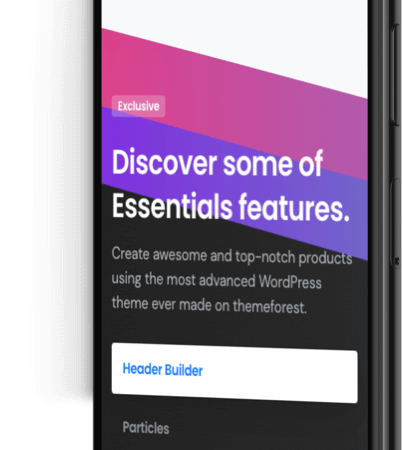 Exclusive
Discover some of
Essentials features.
Create awesome and top-notch products
using the most advanced WordPress
theme ever made on themeforest.
Header Builder
Particles